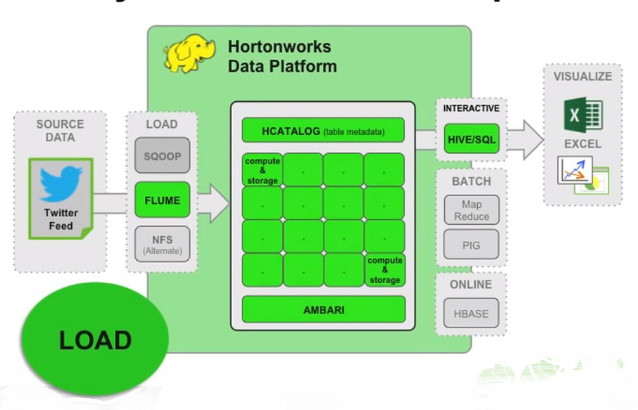 Hortonworks
Data Platform
SOURCE
DATA
Twitter
Feed
LOAD
SQOOP
FLUME
NFS
(Alternate)
HCATALOG (table metadata)
compute
&
storage
compute
&
storage
AMBARI
INTERACTIVE
HIVE/SQL
BATCH
Map
Reduce
PIG
ONLINE
HBASE
VISUALIZE
EXCEL
LOAD